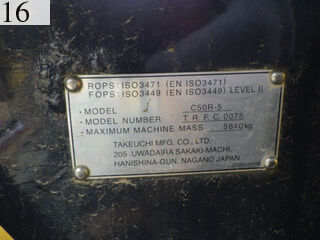 16
ROPS: ISO3471 (EN ISO3471)
FOPS: ISO3449 (EN ISO3449) LEVEL II
• MODEL C50R-5
• MODEL NUMBER T. R. F. C. 0075
• MAXIMUM MACHINE MASS 5640kg
TAKEUCHI MFG. CO., LTD.
205 UWADAIRA SAKAKI-MACHI,
HANISHINA-GUN, NAGANO JAPAN